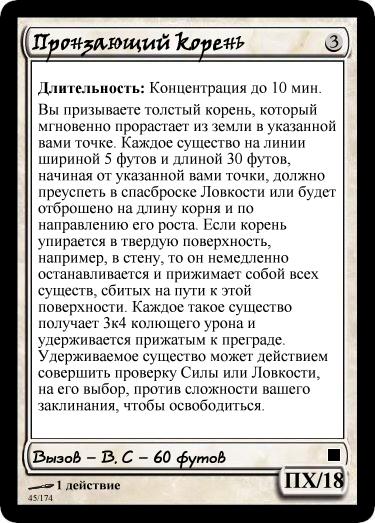 Пронзающий корень 3
Длительность: Концентрация до 10 мин.
Вы призываете толстый корень, который
мгновенно прорастает из земли в указанной
вами точке. Каждое существо на линии
шириной 5 футов и длиной 30 футов,
начиная от указанной вами точки, должно
преуспеть в спасброске Ловкости или будет
отброшено на длину корня и по
направлению его роста. Если корень
упирается в твердую поверхность,
например, в стену, то он немедленно
останавливается и прижимает собой всех
существ, сбитых на пути к этой
поверхности. Каждое такое существо
получает 3к4 колющего урона и
удерживается прижатым к преграде.
Удерживаемое существо может действием
совершить проверку Силы или Ловкости,
на его выбор, против сложности вашего
заклинания, чтобы освободиться.
Вызов – В, С – 60 футов
ПХ/18
1 действие
45/174